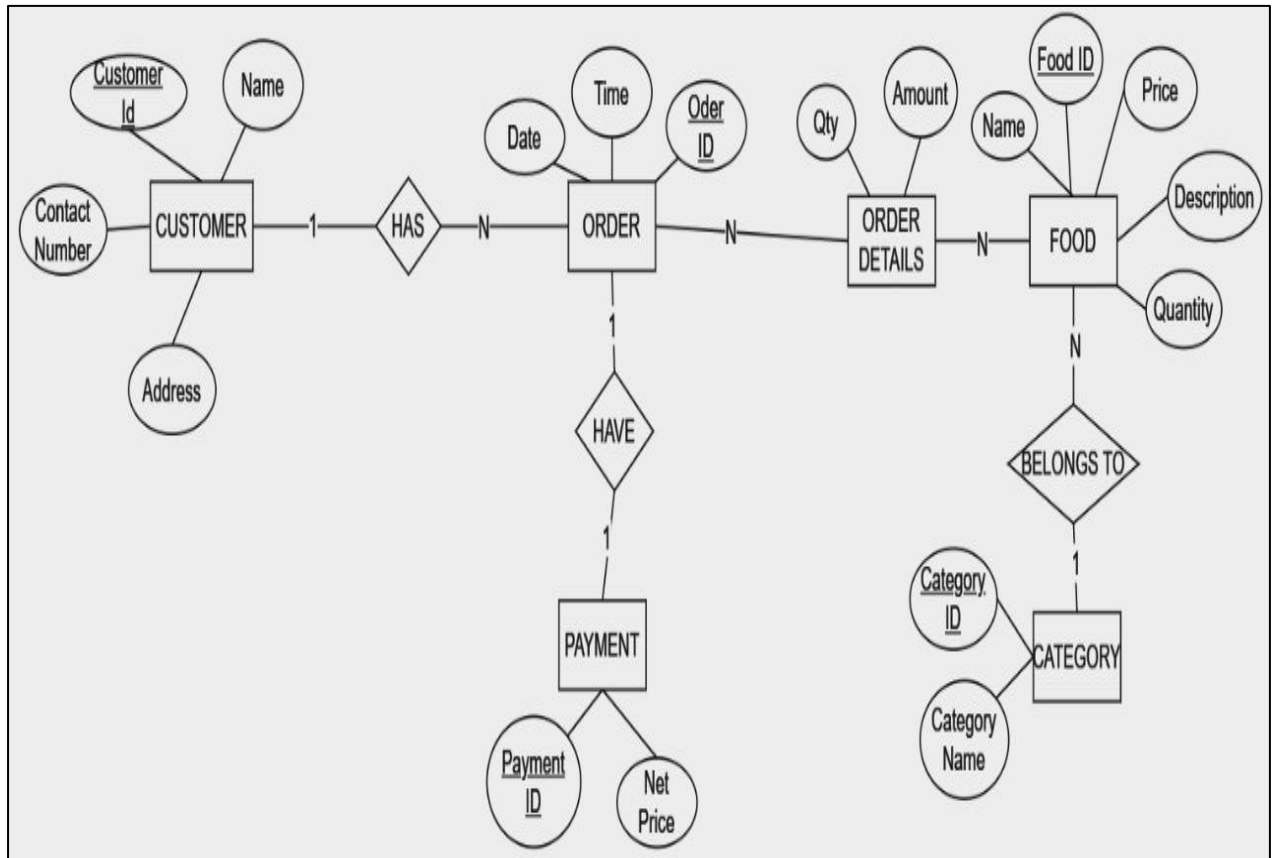 Customer
Id
Name
Contact
Number
CUSTOMER
Address
1
HAS
N
Date
Time
Oder
ID
ORDER
N
Qty
Amount
ORDER
DETAILS
N
Name
Food ID
Price
Description
Quantity
FOOD
1
HAVE
1
PAYMENT
Payment
ID
Net
Price
N
BELONGS TO
1
Category
ID
CATEGORY
Category
Name